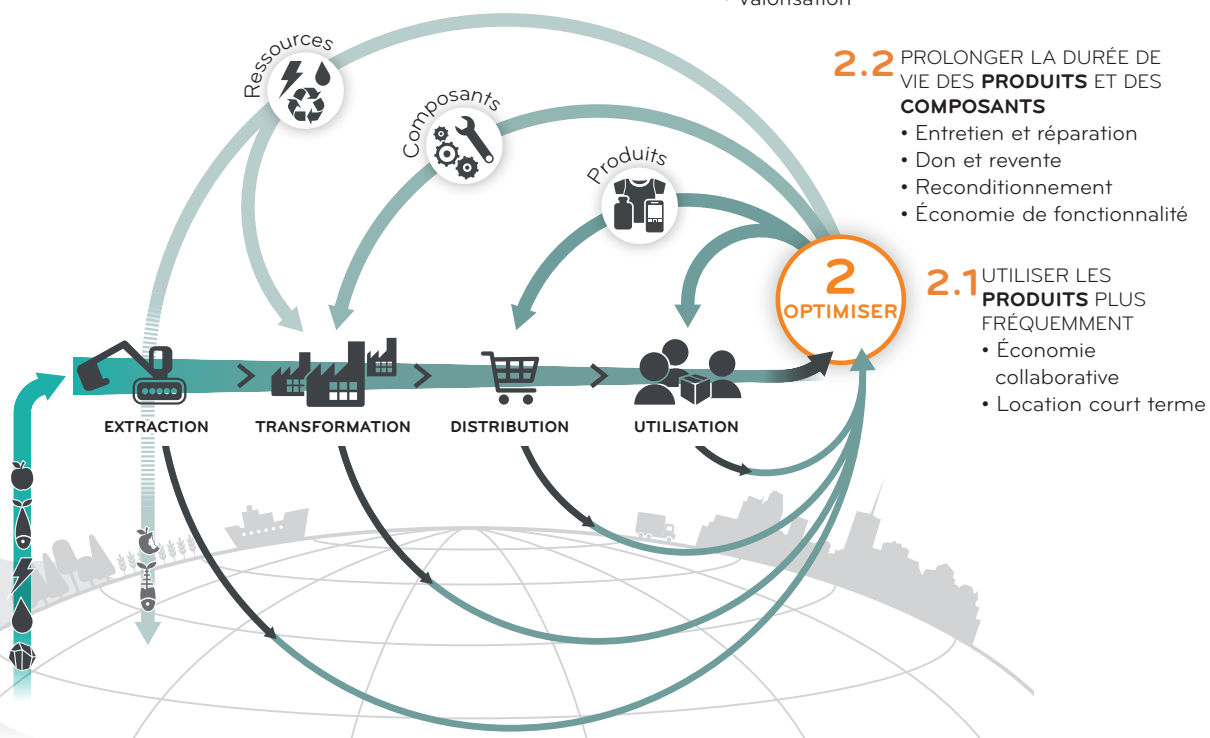 • Valorisation
Ressources
Composants
Produits
2.2 PROLONGER LA DURÉE DE
VIE DES PRODUITS ET DES
COMPOSANTS
• Entretien et réparation
• Don et revente
• Reconditionnement
• Économie de fonctionnalité
2
OPTIMISER
2.1 UTILISER LES
PRODUITS PLUS
FRÉQUEMMENT
• Économie
collaborative
• Location court terme
EXTRACTION
TRANSFORMATION
DISTRIBUTION
UTILISATION